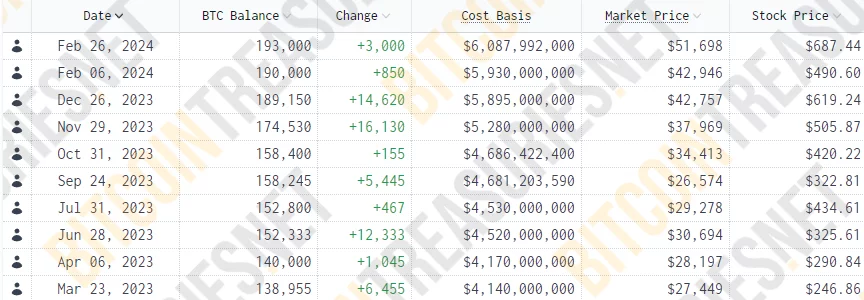 Date BTC Balance Change Cost Basis Market Price Stock Price
Feb 26, 2024 193,000 +3,000 $6,087,992,000 $51,698 $687.44
Feb 06, 2024 190,000 +850 $5,930,000,000 $42,946 $490.60
Dec 26, 2023 189,150 +14,620 $5,895,000,000 $42,757 $619.24
Nov 29, 2023 174,530 +16,130 $5,280,000,000 $37,969 $505.87
Oct 31, 2023 158,400 +155 $4,686,422,400 $34,413 $420.22
Sep 24, 2023 158,245 +5,445 $4,681,203,590 $26,574 $322.81
Jul 31, 2023 152,800 +467 $4,530,000,000 $29,278 $434.61
Jun 28, 2023 152,333 +12,333 $4,520,000,000 $30,694 $325.61
Apr 06, 2023 140,000 +1,045 $4,170,000,000 $28,197 $290.84
Mar 23, 2023 138,955 +6,455 $4,140,000,000 $27,449 $246.86
BITCOINTREASURIES.NET